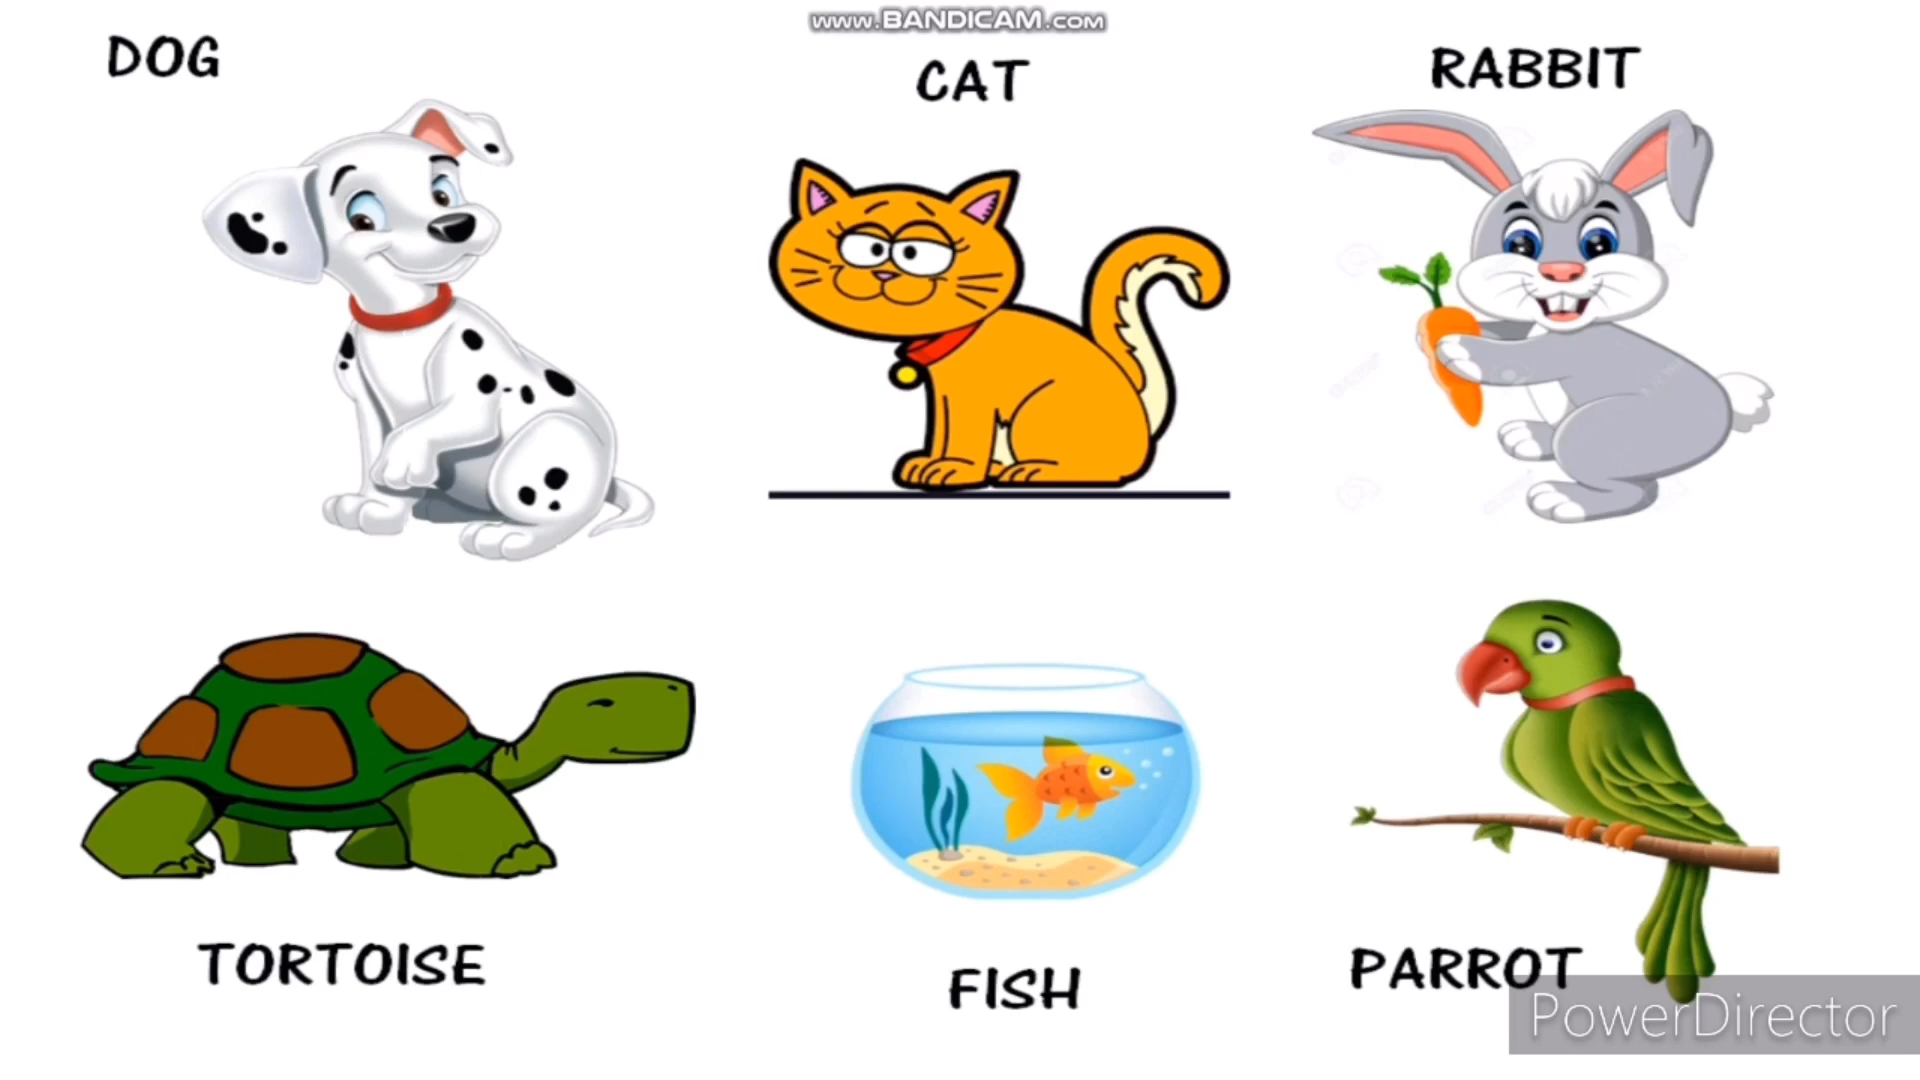 www.BANDICAM.com
DOG
CAT
RABBIT
TORTOISE
FISH
PARROT
PowerDirector